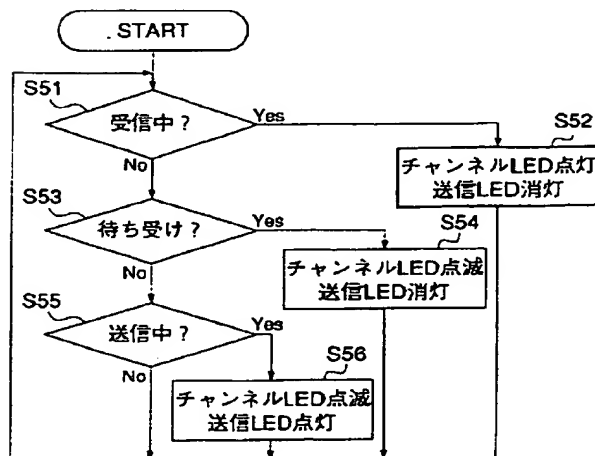 START
S51
受信中？
Yes
No
S52
チャンネルLED点灯
送信LED消灯
S53
待ち受け？
Yes
No
S54
チャンネルLED点滅
送信LED消灯
S55
送信中？
Yes
No
S56
チャンネルLED点滅
送信LED点灯